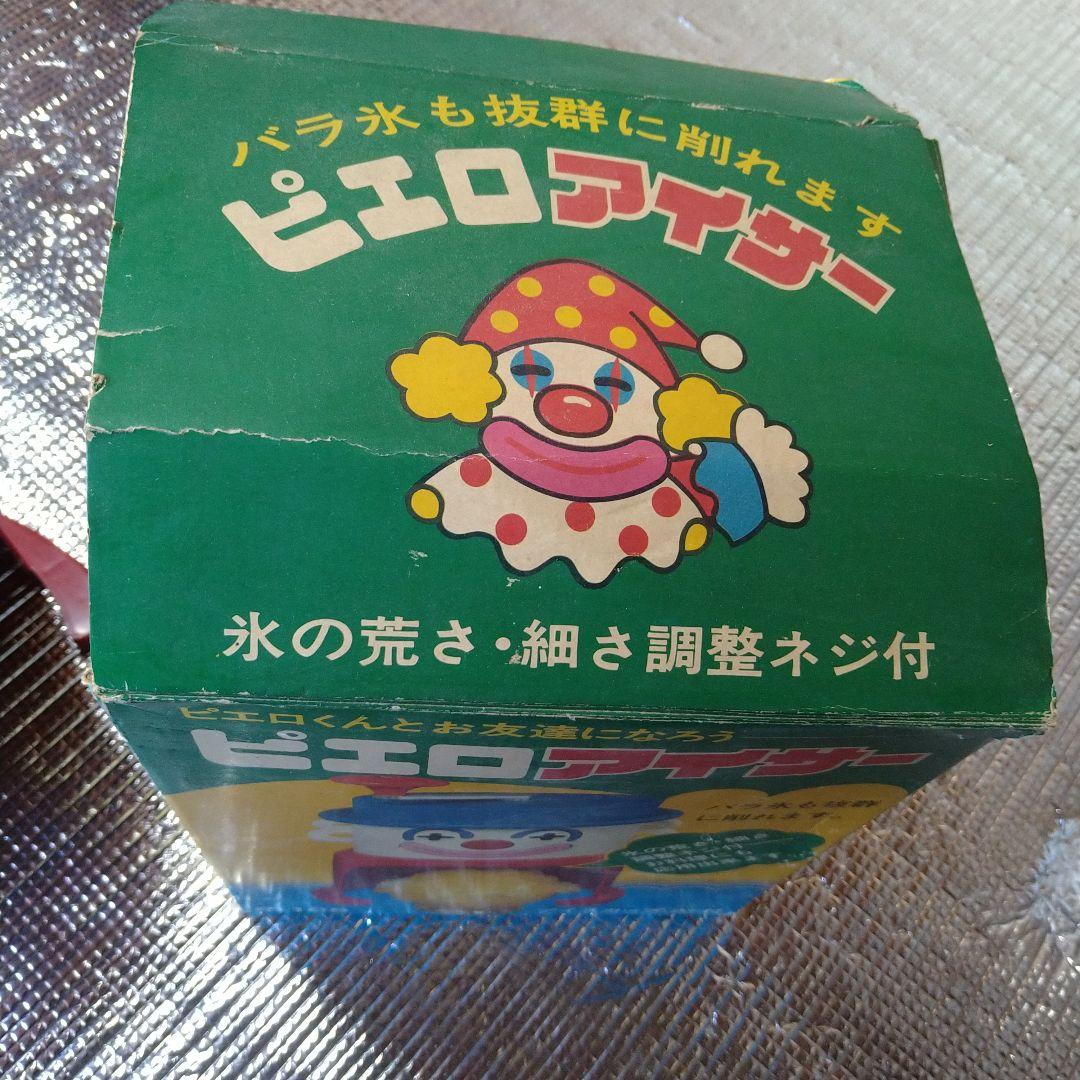 バラ氷も抜群に削れます
ピエロアイサー
氷の荒さ・細さ調整ネジ付
ピエロくんとお友達になろう
ピエロアイサー
バラ氷も抜群
に削れます。